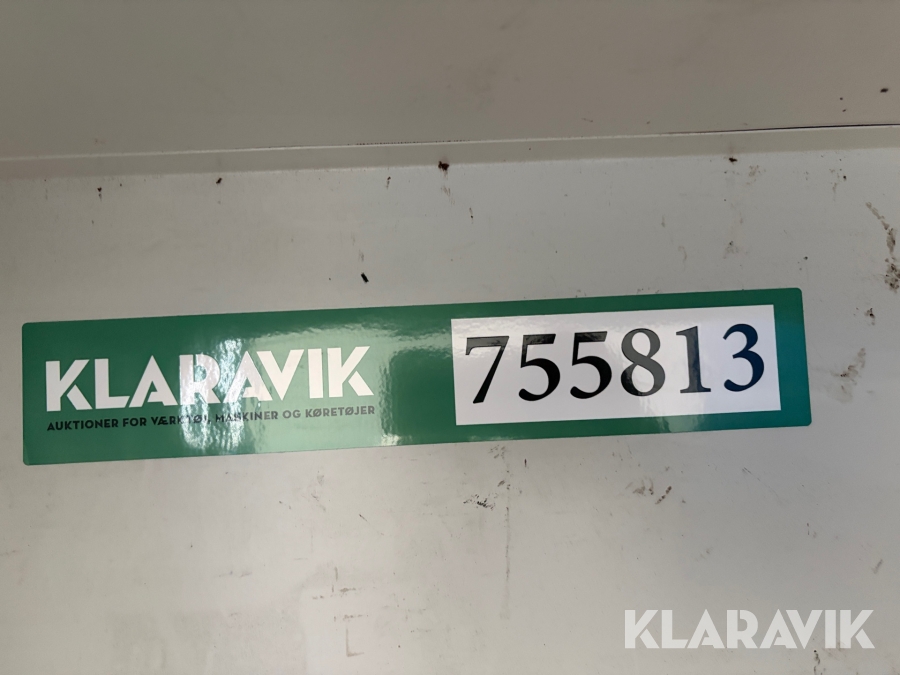 KLARAVIK
AUKTIONER FOR VÆRKTØJ, MASKINER OG KØRETØJER
755813
KLARAVIK